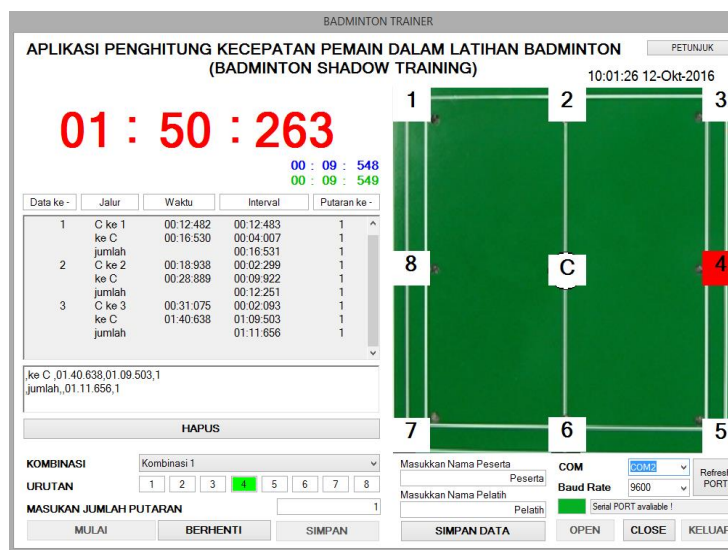 BADMINTON TRAINER
APLIKASI PENGHITUNG KECEPATAN PEMAIN DALAM LATIHAN BADMINTON
(BADMINTON SHADOW TRAINING)
PETUNJUK
10:01:26 12-Okt-2016
01 : 50 : 263
00 : 09 : 548
00 : 09 : 549
Data ke - Jalur Waktu Interval Putaran ke -
1 C ke 1 00:12:482 00:12:483 1
ke C 00:16:530 00:04:007 1
jumlah 00:16:531 1
2 C ke 2 00:18:938 00:02:299 1
ke C 00:28:889 00:09:922 1
jumlah 00:12:251 1
3 C ke 3 00:31:075 00:02:093 1
ke C 01:40:638 01:09:503 1
jumlah 01:11:656 1
,ke C ,01.40.638,01.09.503,1
,jumlah,,01.11.656,1
HAPUS
1 2 3
8 C 4
7 6 5
KOMBINASI Kombinasi 1
URUTAN 1 2 3 4 5 6 7 8
MASUKAN JUMLAH PUTARAN 1
MULAI BERHENTI SIMPAN
Masukkan Nama Peserta
Peserta
Masukkan Nama Pelatih
Pelatih
SIMPAN DATA
COM COM2
Baud Rate 9600
Refresh
PORT
Serial PORT avaliable !
OPEN CLOSE KELUAR